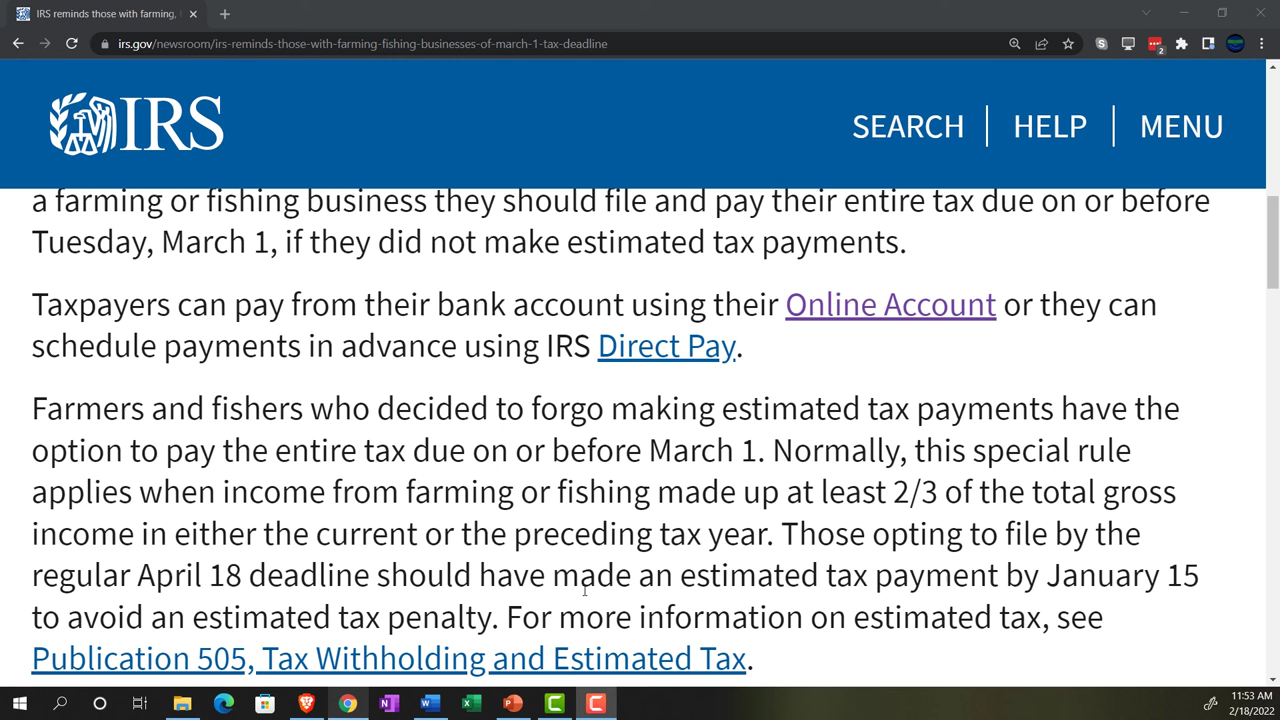 IRS reminds those with farming,
irs.gov/newsroom/irs-reminds-those-with-farming-fishing-businesses-of-march-1-tax-deadline
2
IRS
SEARCH HELP MENU
a farming or fishing business they should file and pay their entire tax due on or before
Tuesday, March 1, if they did not make estimated tax payments.
Taxpayers can pay from their bank account using their Online Account or they can
schedule payments in advance using IRS Direct Pay.
Farmers and fishers who decided to forgo making estimated tax payments have the
option to pay the entire tax due on or before March 1. Normally, this special rule
applies when income from farming or fishing made up at least 2/3 of the total gross
income in either the current or the preceding tax year. Those opting to file by the
regular April 18 deadline should have made an estimated tax payment by January 15
to avoid an estimated tax penalty. For more information on estimated tax, see
Publication 505, Tax Withholding and Estimated Tax.
11:53 AM
2/18/2022